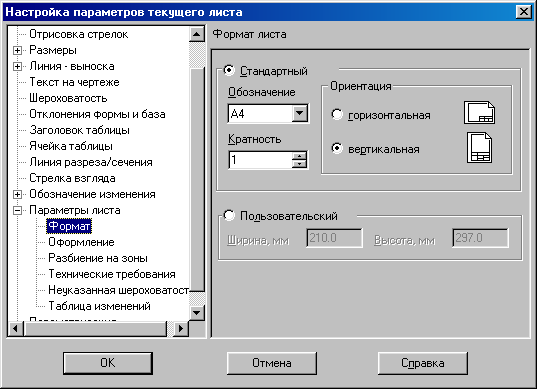 Настройка параметров текущего листа
Отрисовка стрелок
Размеры
Линия - выноска
Текст на чертеже
Шероховатость
Отклонения формы и база
Заголовок таблицы
Ячейка таблицы
Линия разреза/сечения
Стрелка взгляда
Обозначение изменения
Параметры листа
Формат
Оформление
Разбиение на зоны
Технические требования
Неуказанная шероховатост
Таблица изменений
Формат листа
Стандартный
Обозначение
A4
Кратность
1
Ориентация
горизонтальная
вертикальная
Пользовательский
Ширина, мм
210.0
Высота, мм
297.0
OK
Отмена
Справка